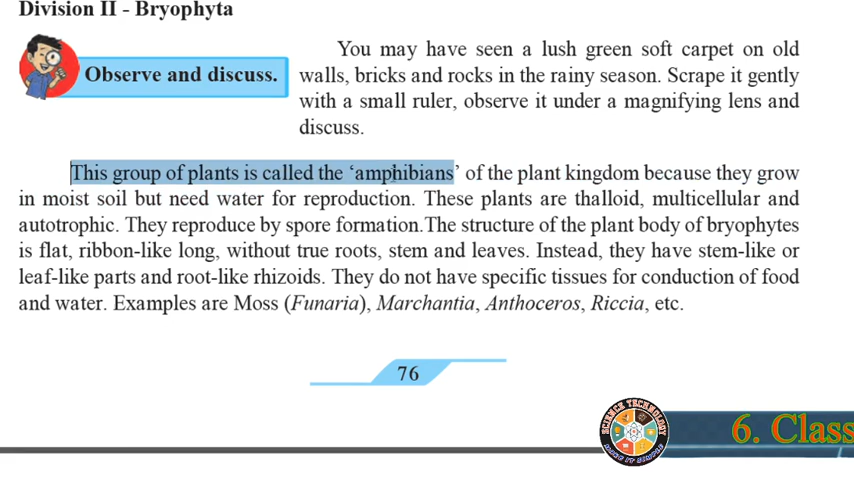 Division II - Bryophyta
You may have seen a lush green soft carpet on old
Observe and discuss.
walls, bricks and rocks in the rainy season. Scrape it gently
with a small ruler, observe it under a magnifying lens and
discuss.
This group of plants is called the ‘amphibians’ of the plant kingdom because they grow
in moist soil but need water for reproduction. These plants are thalloid, multicellular and
autotrophic. They reproduce by spore formation.The structure of the plant body of bryophytes
is flat, ribbon-like long, without true roots, stem and leaves. Instead, they have stem-like or
leaf-like parts and root-like rhizoids. They do not have specific tissues for conduction of food
and water. Examples are Moss (Funaria), Marchantia, Anthoceros, Riccia, etc.
76
SCIENCE TECHNOLOGY
MAKE IT SIMPLE
6. Class